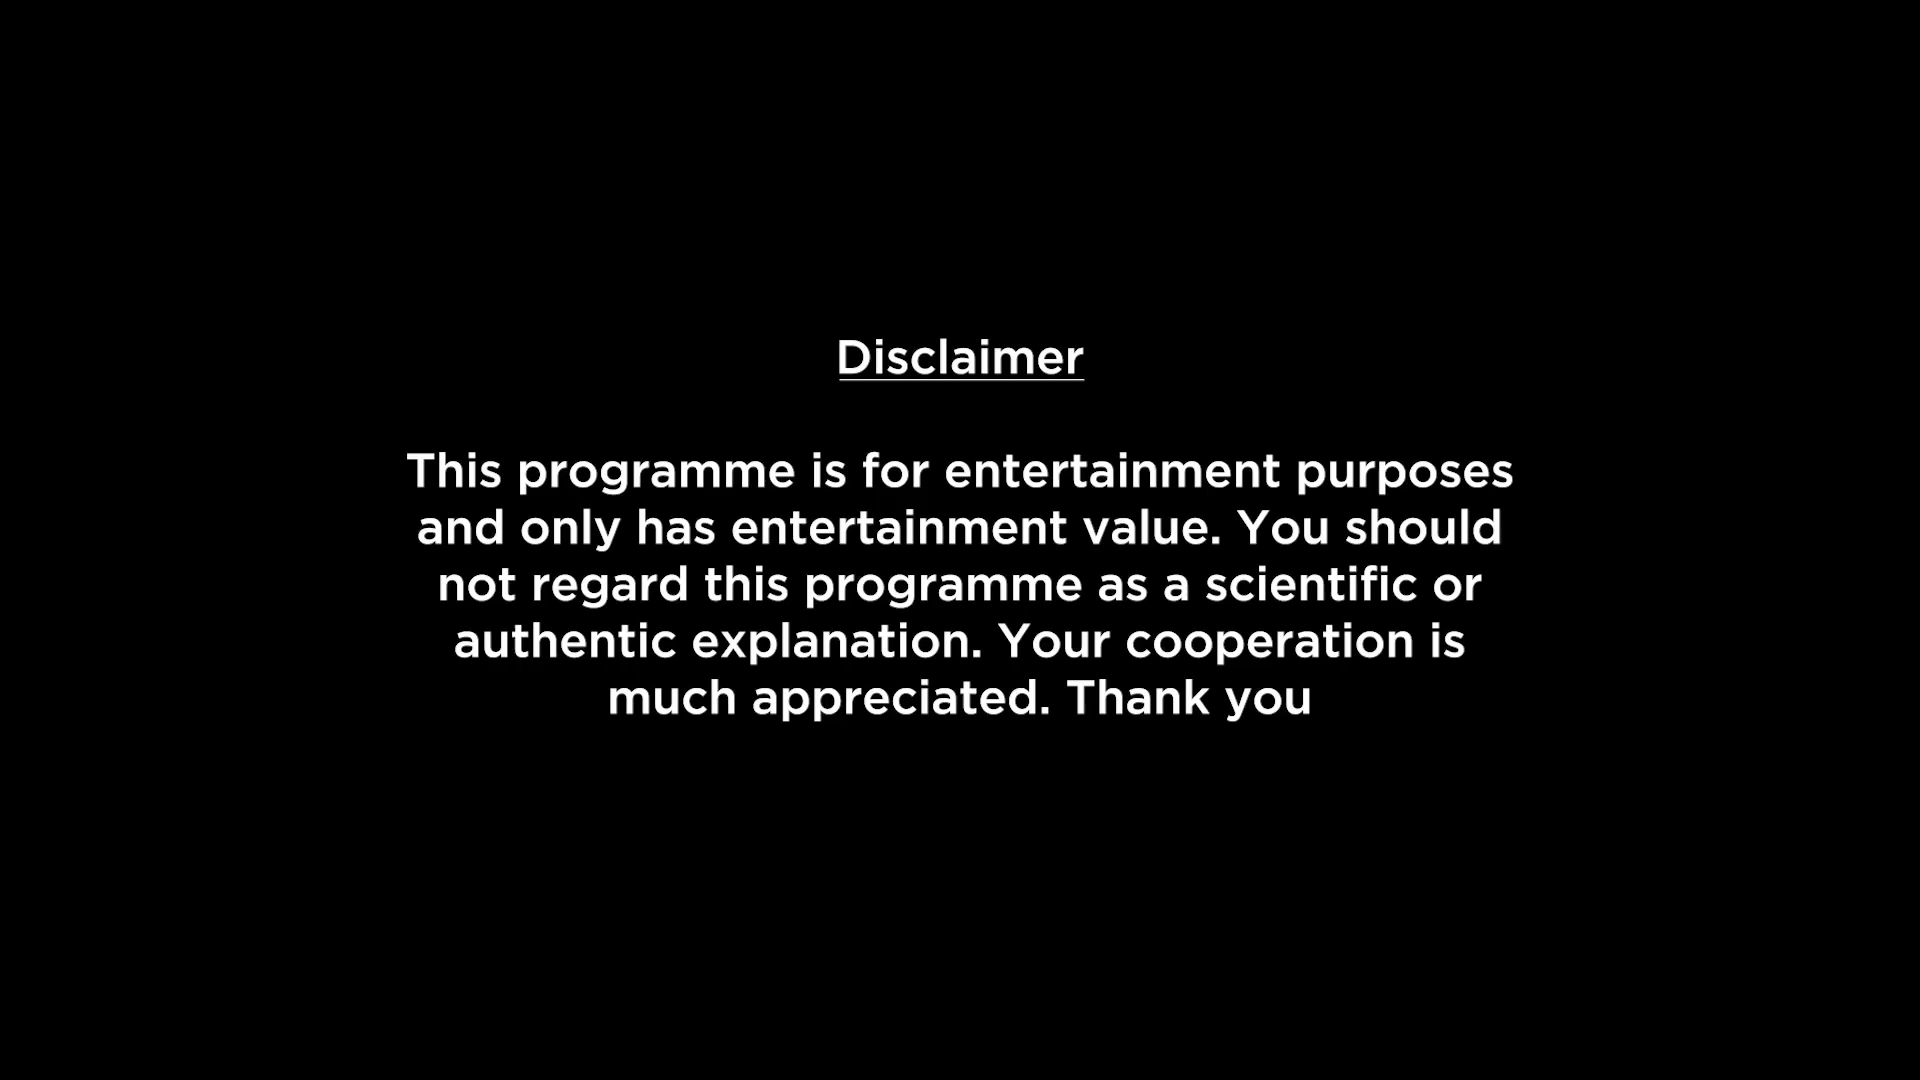 Disclaimer
This programme is for entertainment purposes
and only has entertainment value. You should
not regard this programme as a scientific or
authentic explanation. Your cooperation is
much appreciated. Thank you